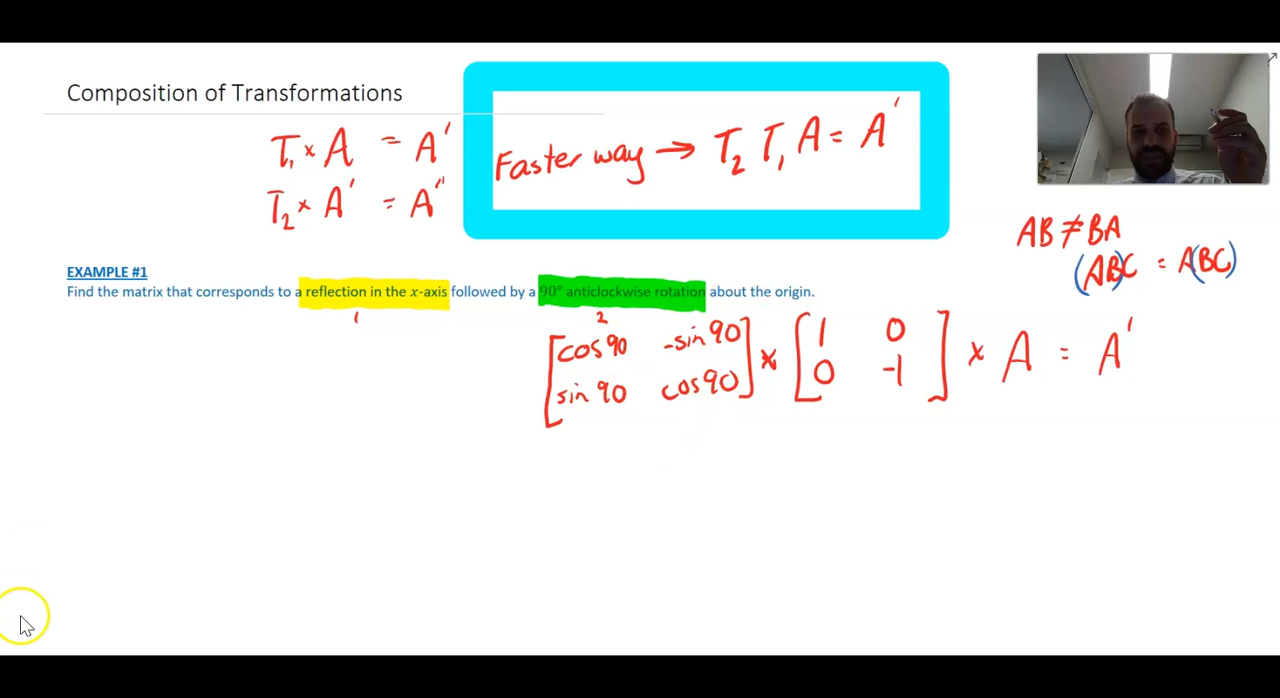 Composition of Transformations
T₁ × A = A'
T₂ × A' = A''
Faster way → T₂ T₁ A = A'
AB ≠ BA
(AB)C = A(BC)
EXAMPLE #1
Find the matrix that corresponds to a reflection in the x-axis followed by a 90° anticlockwise rotation about the origin.
1 2
[cos 90 -sin 90] × [1 0] × A = A'
[sin 90 cos 90] [0 -1]